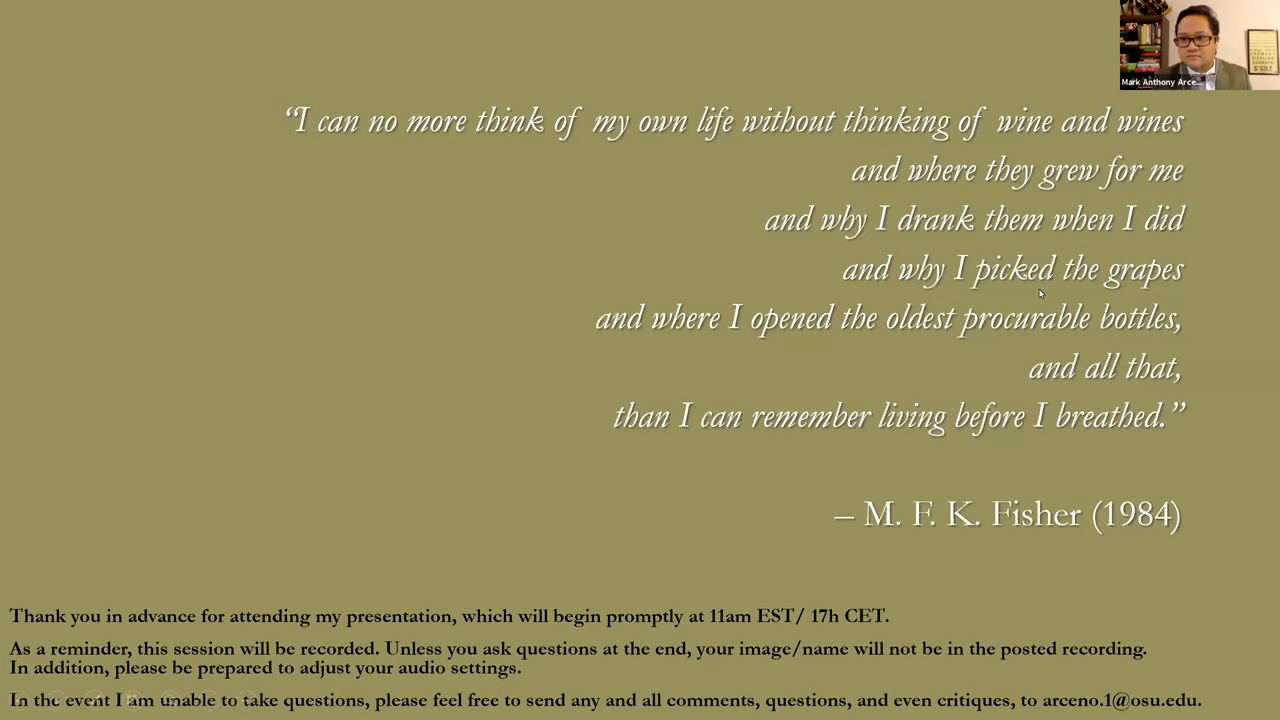 Mark Anthony Arce...
“I can no more think of my own life without thinking of wine and wines
and where they grew for me
and why I drank them when I did
and why I picked the grapes
and where I opened the oldest procurable bottles,
and all that,
than I can remember living before I breathed.”
– M. F. K. Fisher (1984)
Thank you in advance for attending my presentation, which will begin promptly at 11am EST/ 17h CET.
As a reminder, this session will be recorded. Unless you ask questions at the end, your image/name will not be in the posted recording.
In addition, please be prepared to adjust your audio settings.
In the event I am unable to take questions, please feel free to send any and all comments, questions, and even critiques, to arceno.1@osu.edu.